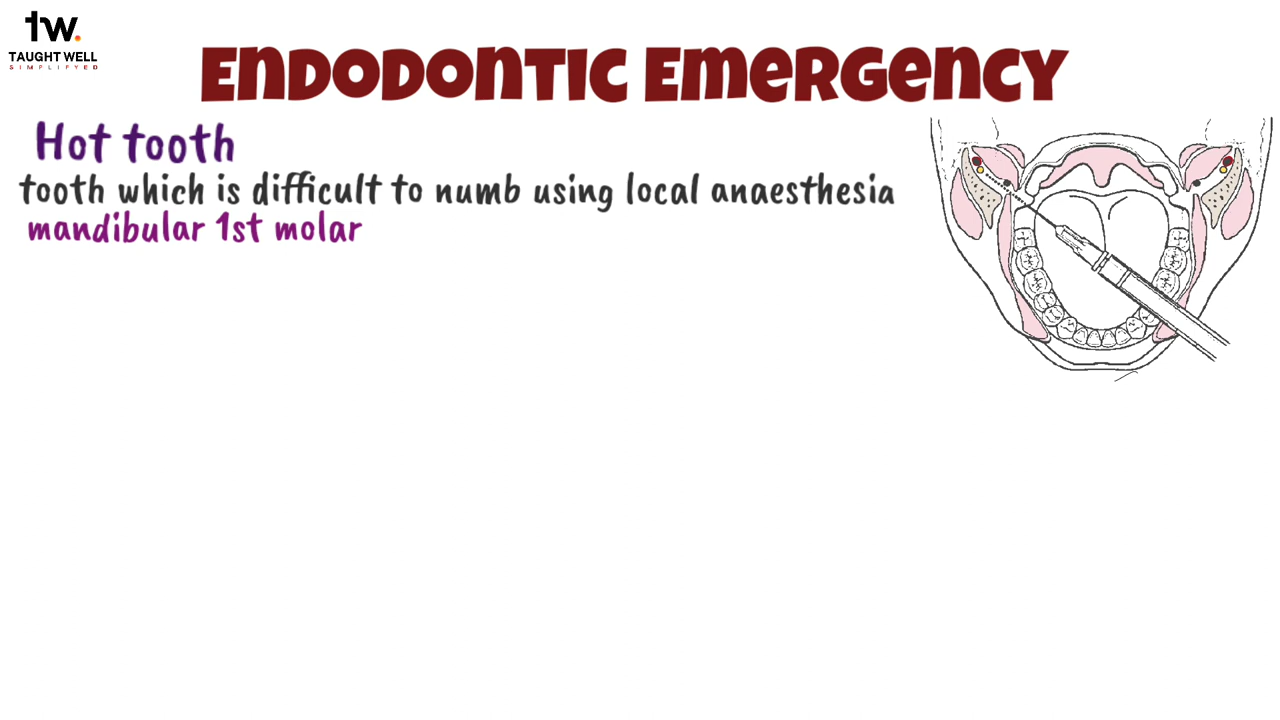 tw.
TAUGHT WELL
SIMPLIFYED
Endodontic Emergency
Hot tooth
tooth which is difficult to numb using local anaesthesia
mandibular 1st molar